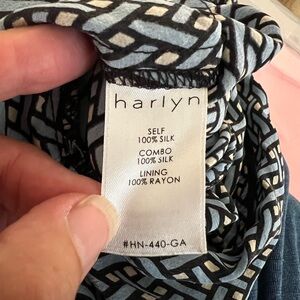 harlyn
SELF
100% SILK
COMBO
100% SILK
LINING
100% RAYON
#HN-440-GA